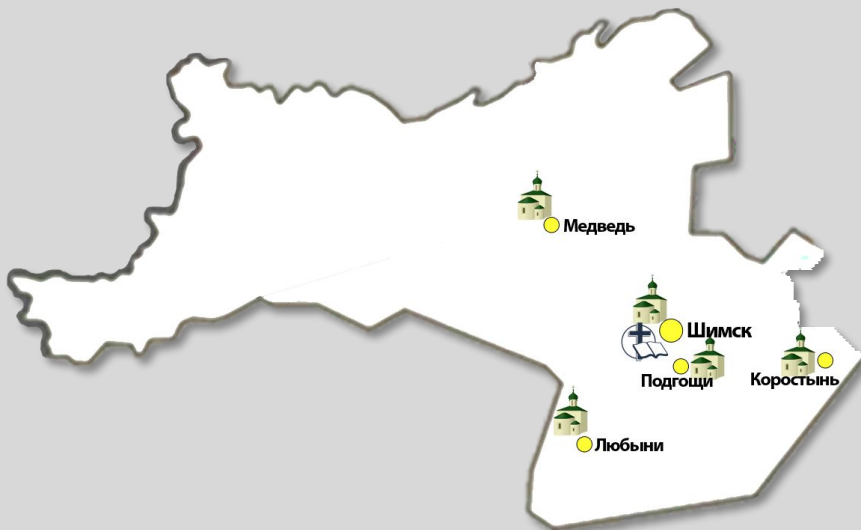 Медведь
Шимск
Подгощи
Коростынь
Любыни